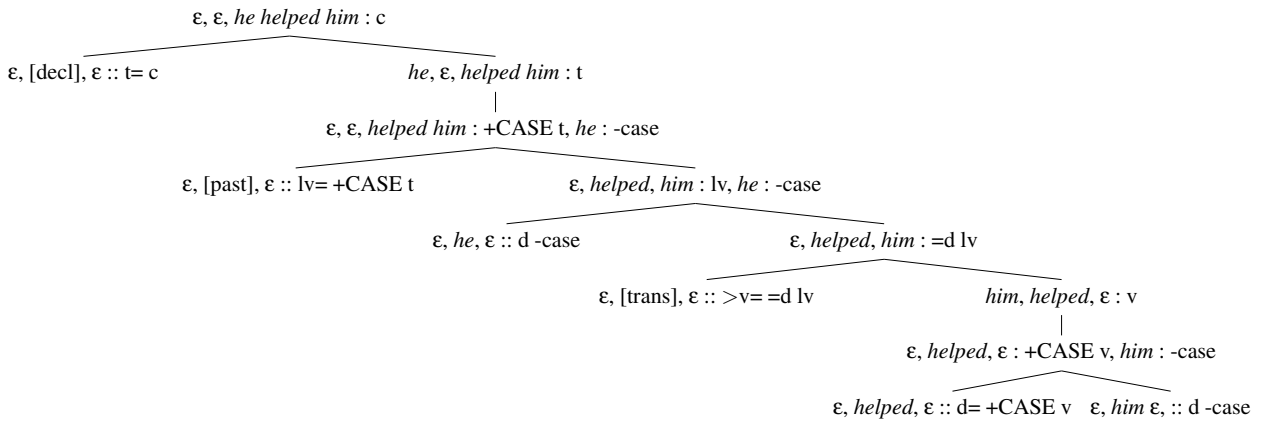 ε, ε, he helped him : c
ε, [decl], ε :: t= c he, ε, helped him : t
ε, ε, helped him : +CASE t, he : -case
ε, [past], ε :: lv= +CASE t ε, helped, him : lv, he : -case
ε, he, ε :: d -case ε, helped, him : =d lv
ε, [trans], ε :: >v= =d lv him, helped, ε : v
ε, helped, ε : +CASE v, him : -case
ε, helped, ε :: d= +CASE v ε, him ε, :: d -case